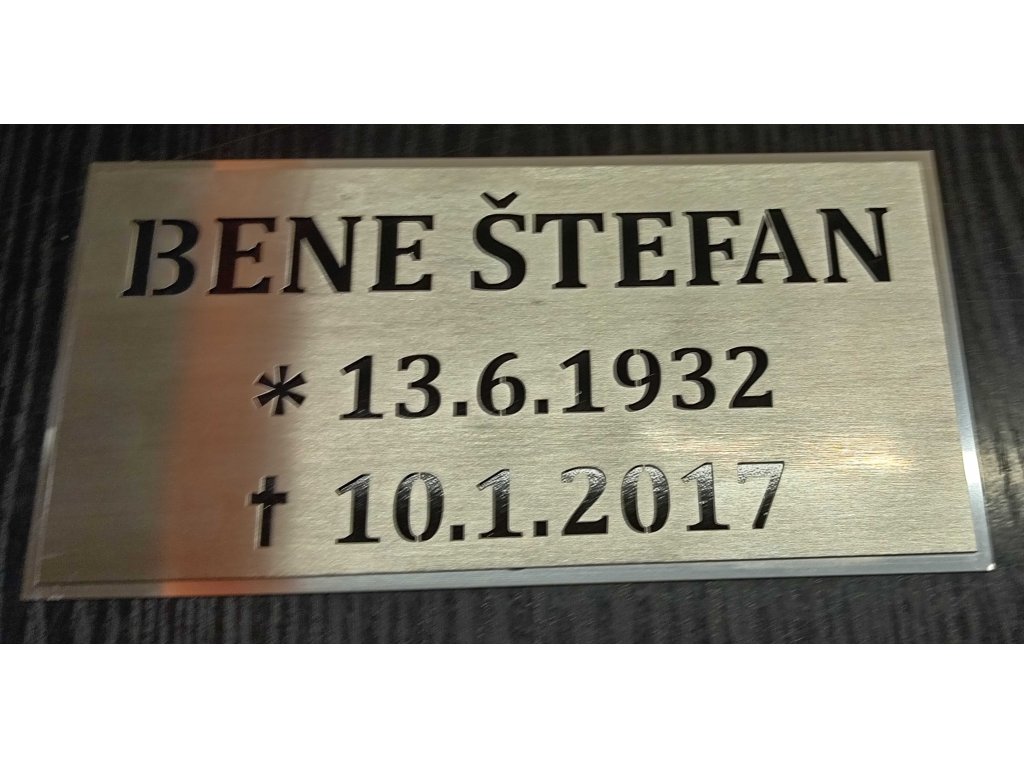 BENE ŠTEFAN
* 13.6.1932
† 10.1.2017